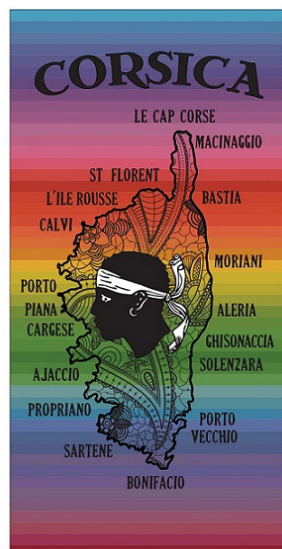 CORSICA
LE CAP CORSE
MACINAGGIO
ST FLORENT
L'ILE ROUSSE
BASTIA
CALVI
MORIANI
PORTO
PIANA
ALERIA
CARGESE
GHISONACCIA
SOLENZARA
AJACCIO
PROPRIANO
PORTO
VECCHIO
SARTENE
BONIFACIO